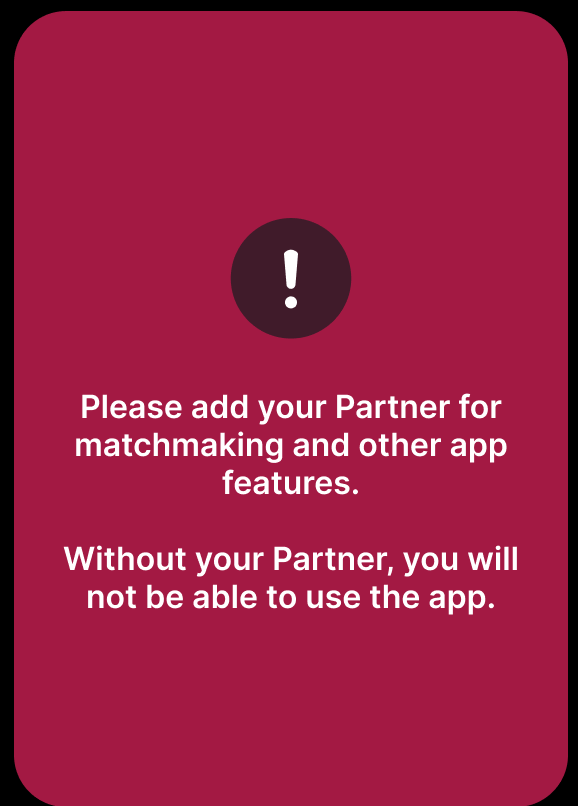 Please add your Partner for
matchmaking and other app
features.
Without your Partner, you will
not be able to use the app.